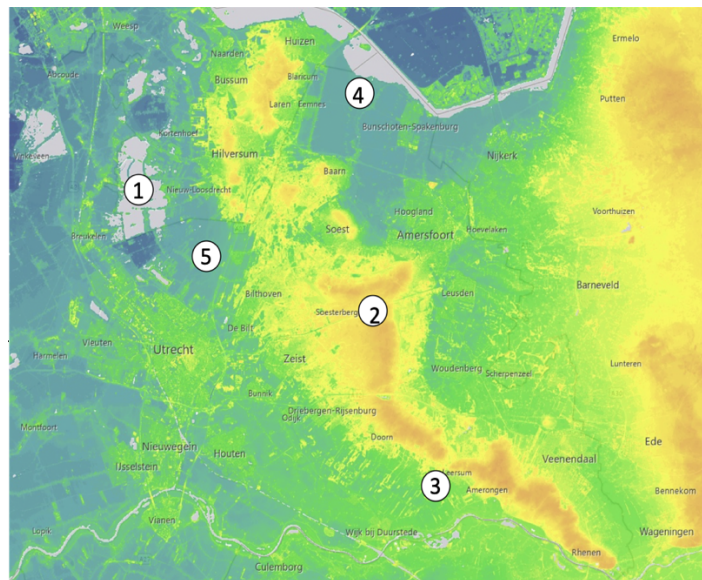 Weesp
Huizen
Ermelo
Naarden
Abcoude
Bussum
Blaricum
4
Putten
Laren Eemnes
Bunschoten-Spakenburg
Kortenhoef
Vinkeveen
Hilversum
Nijkerk
Baarn
1
Nieuw-Loosdrecht
Hoogland
Voorthuizen
Soest
Amersfoort
Hoevelaken
Breukelen
5
Barneveld
Bilthoven
Leusden
Soesterberg
2
De Bilt
Vleuten
Utrecht
Harmelen
Zeist
Woudenberg
Scherpenzeel
Lunteren
Bunnik
Driebergen-Rijsenburg
Odijk
Montfoort
Doorn
Ede
Nieuwegein
Houten
Veenendaal
IJsselstein
Leersum
3
Amerongen
Bennekom
Vianen
Lopik
Wijk bij Duurstede
Wageningen
Rhenen
Culemborg